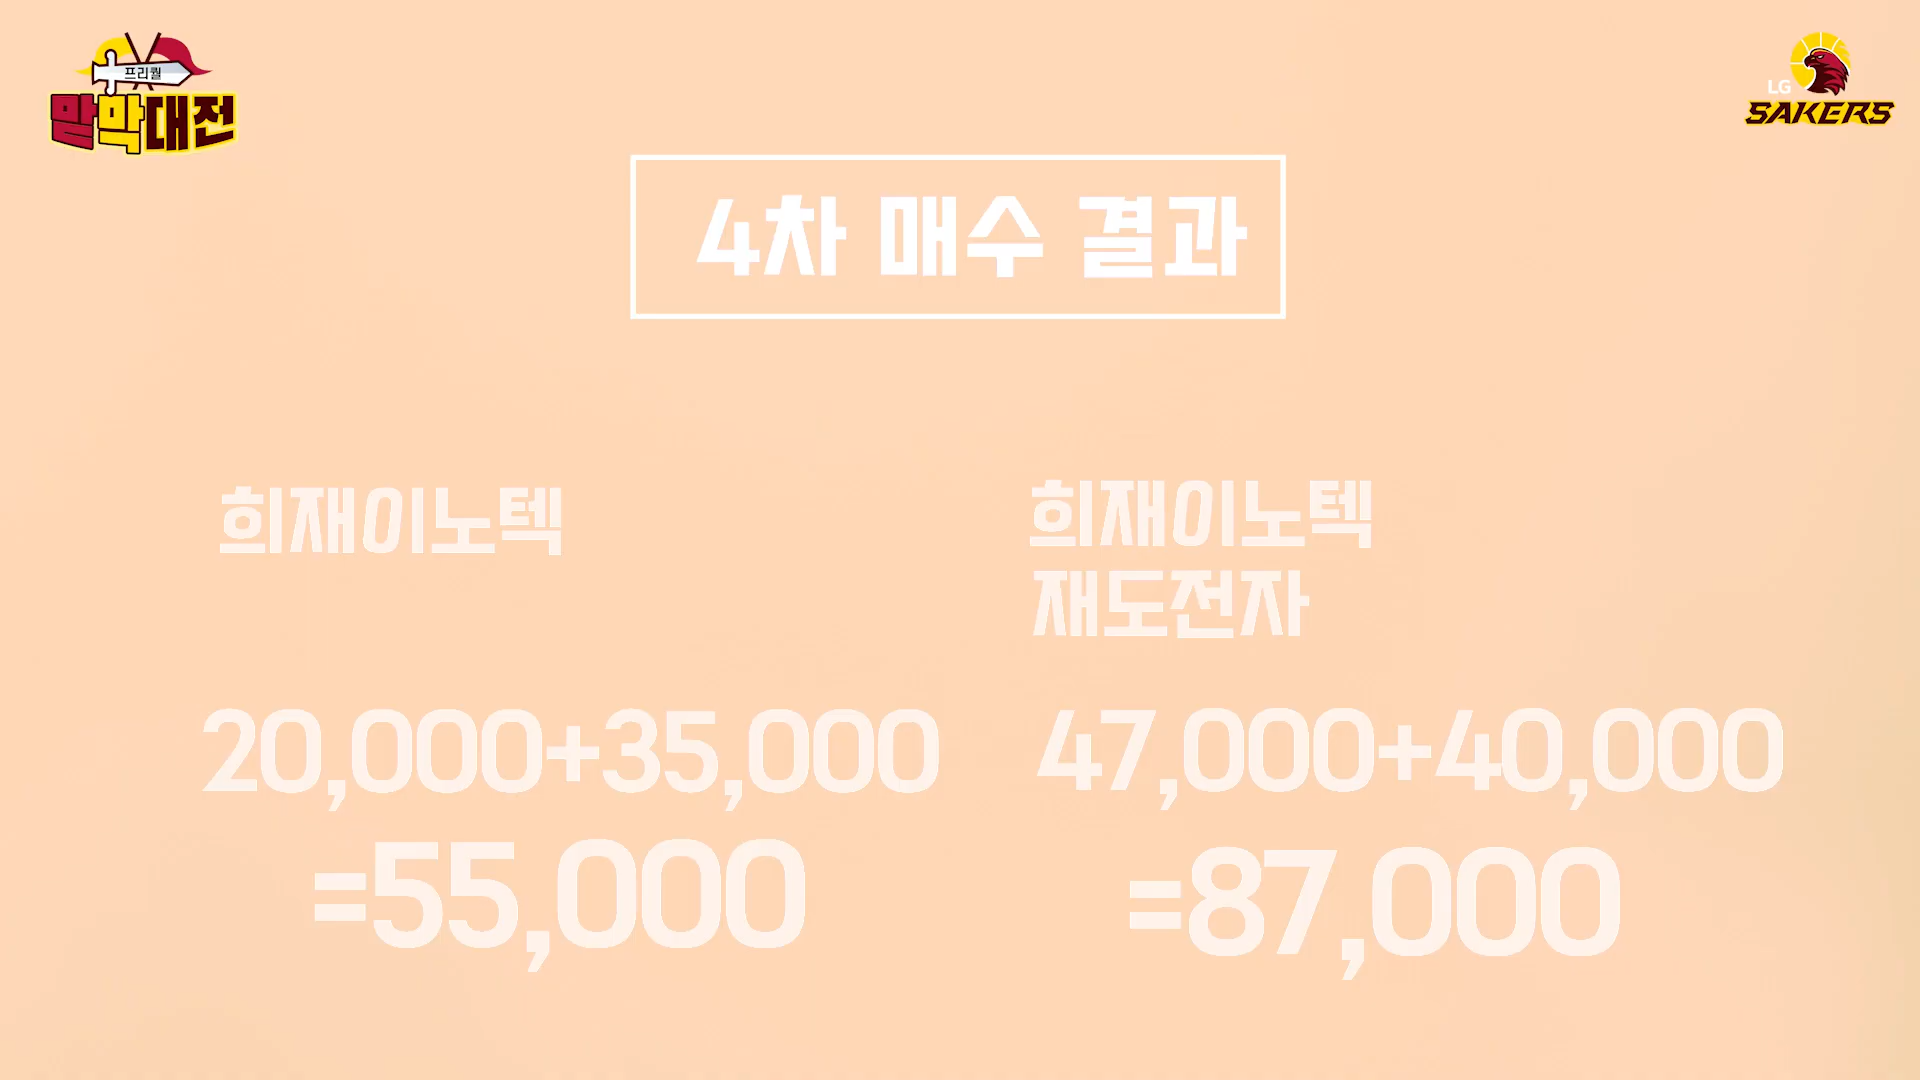 프리퀄
맡막대전
LG
SAKERS
4차 매수 결과
희재이노텍
20,000+35,000
=55,000
희재이노텍
재도전자
47,000+40,000
=87,000